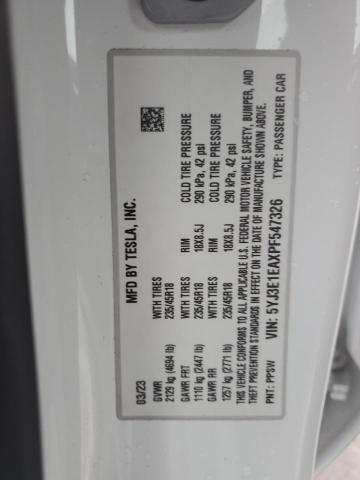 MFD BY TESLA, INC.
03/23
GVWR WITH TIRES RIM COLD TIRE PRESSURE
2129 kg (4694 lb) 235/45R18 18X8.5J 290 kPa, 42 psi
GAWR FRT WITH TIRES RIM COLD TIRE PRESSURE
1110 kg (2447 lb) 235/45R18 18X8.5J 290 kPa, 42 psi
GAWR RR
1257 kg (2771 lb)
THIS VEHICLE CONFORMS TO ALL APPLICABLE U.S. FEDERAL MOTOR VEHICLE SAFETY, BUMPER, AND
THEFT PREVENTION STANDARDS IN EFFECT ON THE DATE OF MANUFACTURE SHOWN ABOVE.
PNT: PPSW
VIN: 5YJ3E1EAXPF547326 TYPE: PASSENGER CAR